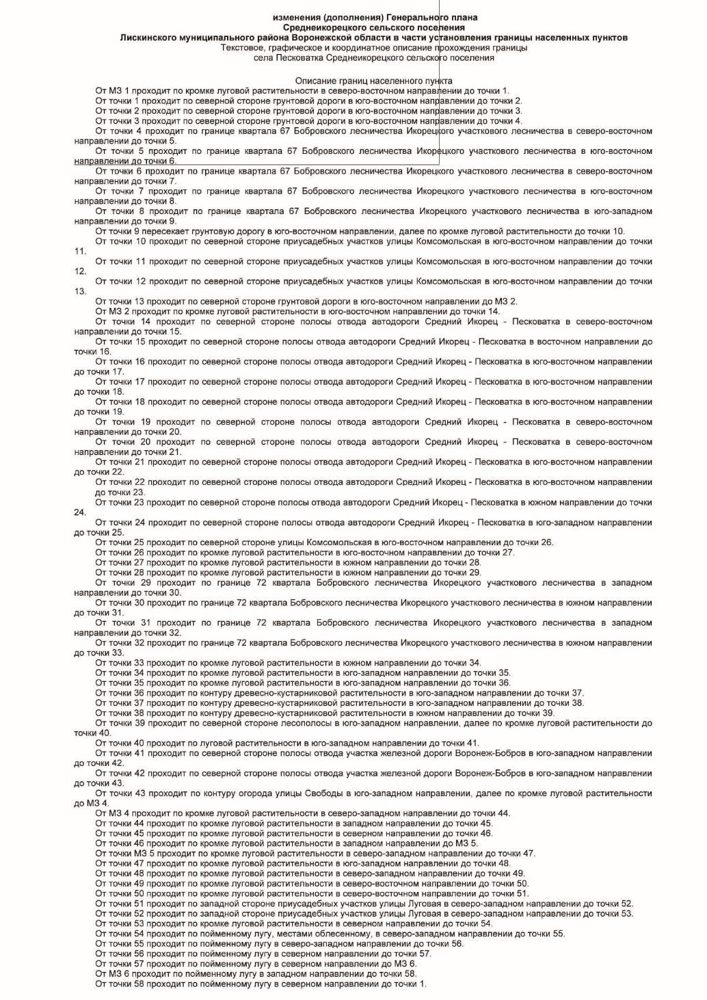 изменения (дополнения) Генерального плана
Среднеикорецкого сельского поселения
Лискинского муниципального района Воронежской области в части установления границы населенных пунктов
Текстовое, графическое и координатное описание прохождения границы
села Песковатка Среднеикорецкого сельского поселения
Описание границ населенного пункта
От МЗ 1 проходит по кромке луговой растительности в северо-восточном направлении до точки 1.
От точки 1 проходит по северной стороне грунтовой дороги в юго-восточном направлении до точки 2.
От точки 2 проходит по северной стороне грунтовой дороги в юго-восточном направлении до точки 3.
От точки 3 проходит по северной стороне грунтовой дороги в юго-восточном направлении до точки 4.
От точки 4 проходит по границе квартала 67 Бобровского лесничества Икорецкого участкового лесничества в северо-восточном
направлении до точки 5.
От точки 5 проходит по границе квартала 67 Бобровского лесничества Икорецкого участкового лесничества в юго-восточном
направлении до точки 6.
От точки 6 проходит по границе квартала 67 Бобровского лесничества Икорецкого участкового лесничества в северо-восточном
направлении до точки 7.
От точки 7 проходит по границе квартала 67 Бобровского лесничества Икорецкого участкового лесничества в юго-восточном
направлении до точки 8.
От точки 8 проходит по границе квартала 67 Бобровского лесничества Икорецкого участкового лесничества в юго-западном
направлении до точки 9.
От точки 9 пересекает грунтовую дорогу в юго-восточном направлении, далее по кромке луговой растительности до точки 10.
От точки 10 проходит по северной стороне приусадебных участков улицы Комсомольская в юго-восточном направлении до точки
11.
От точки 11 проходит по северной стороне приусадебных участков улицы Комсомольская в юго-восточном направлении до точки
12.
От точки 12 проходит по северной стороне приусадебных участков улицы Комсомольская в юго-восточном направлении до точки
13.
От точки 13 проходит по северной стороне грунтовой дороги в юго-восточном направлении до МЗ 2.
От МЗ 2 проходит по кромке луговой растительности в юго-восточном направлении до точки 14.
От точки 14 проходит по северной стороне полосы отвода автодороги Средний Икорец - Песковатка в северо-восточном
направлении до точки 15.
От точки 15 проходит по северной стороне полосы отвода автодороги Средний Икорец - Песковатка в восточном направлении до
точки 16.
От точки 16 проходит по северной стороне полосы отвода автодороги Средний Икорец - Песковатка в юго-восточном направлении
до точки 17.
От точки 17 проходит по северной стороне полосы отвода автодороги Средний Икорец - Песковатка в юго-восточном направлении
до точки 18.
От точки 18 проходит по северной стороне полосы отвода автодороги Средний Икорец - Песковатка в юго-восточном направлении
до точки 19.
От точки 19 проходит по северной стороне полосы отвода автодороги Средний Икорец - Песковатка в северо-восточном
направлении до точки 20.
От точки 20 проходит по северной стороне полосы отвода автодороги Средний Икорец - Песковатка в северо-восточном
направлении до точки 21.
От точки 21 проходит по северной стороне полосы отвода автодороги Средний Икорец - Песковатка в юго-восточном направлении
до точки 22.
От точки 22 проходит по северной стороне полосы отвода автодороги Средний Икорец - Песковатка в юго-восточном направлении
до точки 23.
От точки 23 проходит по северной стороне полосы отвода автодороги Средний Икорец - Песковатка в южном направлении до точки
24.
От точки 24 проходит по северной стороне полосы отвода автодороги Средний Икорец - Песковатка в юго-западном направлении
до точки 25.
От точки 25 проходит по северной стороне улицы Комсомольская в юго-восточном направлении до точки 26.
От точки 26 проходит по кромке луговой растительности в юго-восточном направлении до точки 27.
От точки 27 проходит по кромке луговой растительности в южном направлении до точки 28.
От точки 28 проходит по кромке луговой растительности в южном направлении до точки 29.
От точки 29 проходит по границе 72 квартала Бобровского лесничества Икорецкого участкового лесничества в западном
направлении до точки 30.
От точки 30 проходит по границе 72 квартала Бобровского лесничества Икорецкого участкового лесничества в южном направлении
до точки 31.
От точки 31 проходит по границе 72 квартала Бобровского лесничества Икорецкого участкового лесничества в западном
направлении до точки 32.
От точки 32 проходит по границе 72 квартала Бобровского лесничества Икорецкого участкового лесничества в южном направлении
до точки 33.
От точки 33 проходит по кромке луговой растительности в южном направлении до точки 34.
От точки 34 проходит по кромке луговой растительности в юго-западном направлении до точки 35.
От точки 35 проходит по кромке луговой растительности в юго-западном направлении до точки 36.
От точки 36 проходит по контуру древесно-кустарниковой растительности в юго-западном направлении до точки 37.
От точки 37 проходит по контуру древесно-кустарниковой растительности в юго-западном направлении до точки 38.
От точки 38 проходит по контуру древесно-кустарниковой растительности в южном направлении до точки 39.
От точки 39 проходит по северной стороне лесополосы в юго-западном направлении, далее по кромке луговой растительности до
точки 40.
От точки 40 проходит по луговой растительности в юго-западном направлении до точки 41.
От точки 41 проходит по северной стороне полосы отвода участка железной дороги Воронеж-Бобров в юго-западном направлении
до точки 42.
От точки 42 проходит по северной стороне полосы отвода участка железной дороги Воронеж-Бобров в юго-западном направлении
до точки 43.
От точки 43 проходит по контуру огорода улицы Свободы в юго-западном направлении, далее по кромке луговой растительности
до МЗ 4.
От МЗ 4 проходит по кромке луговой растительности в северо-западном направлении до точки 44.
От точки 44 проходит по кромке луговой растительности в западном направлении до точки 45.
От точки 45 проходит по кромке луговой растительности в северном направлении до точки 46.
От точки 46 проходит по кромке луговой растительности в западном направлении до МЗ 5.
От точки МЗ 5 проходит по кромке луговой растительности в северо-западном направлении до точки 47.
От точки 47 проходит по кромке луговой растительности в юго-западном направлении до точки 48.
От точки 48 проходит по кромке луговой растительности в северо-западном направлении до точки 49.
От точки 49 проходит по кромке луговой растительности в северо-восточном направлении до точки 50.
От точки 50 проходит по кромке луговой растительности в северо-восточном направлении до точки 51.
От точки 51 проходит по западной стороне приусадебных участков улицы Луговая в северо-западном направлении до точки 52.
От точки 52 проходит по западной стороне приусадебных участков улицы Луговая в северо-западном направлении до точки 53.
От точки 53 проходит по кромке луговой растительности в северном направлении до точки 54.
От точки 54 проходит по пойменному лугу, местами облесенному, в северо-западном направлении до точки 55.
От точки 55 проходит по пойменному лугу в северо-западном направлении до точки 56.
От точки 56 проходит по пойменному лугу в северном направлении до точки 57.
От точки 57 проходит по пойменному лугу в северном направлении до МЗ 6.
От МЗ 6 проходит по пойменному лугу в западном направлении до точки 58.
От точки 58 проходит по пойменному лугу в северном направлении до точки 1.